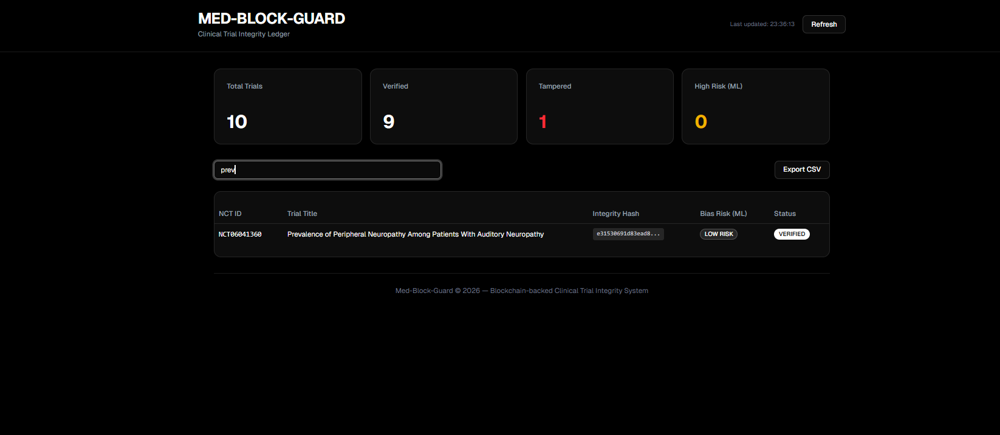 MED-BLOCK-GUARD
Clinical Trial Integrity Ledger
Last updated: 23:36:13
Refresh
Total Trials
10
Verified
9
Tampered
1
High Risk (ML)
0
prev
Export CSV
NCT ID Trial Title Integrity Hash Bias Risk (ML) Status
NCT06041360 Prevalence of Peripheral Neuropathy Among Patients With Auditory Neuropathy e31530691d83ead8... LOW RISK VERIFIED
Med-Block-Guard © 2026 — Blockchain-backed Clinical Trial Integrity System